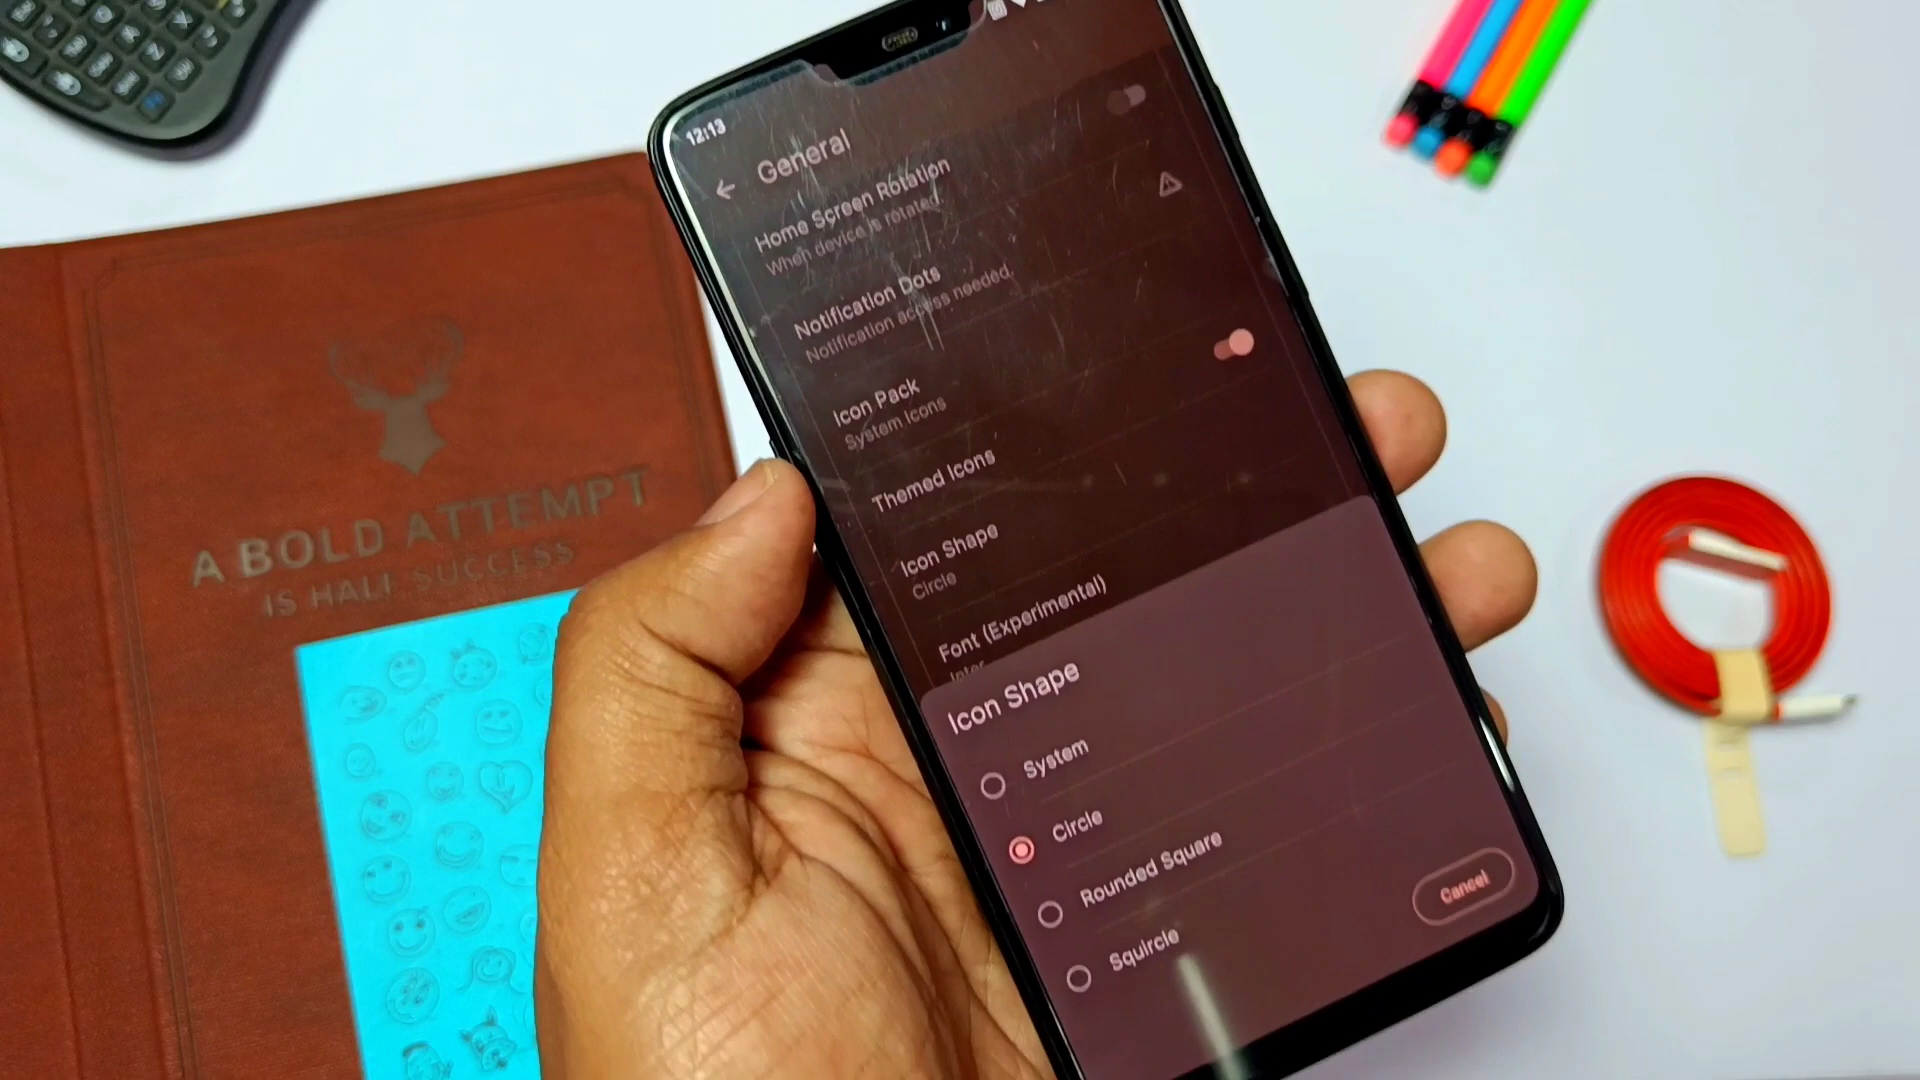 12:13
General
Home Screen Rotation
When device is rotated.
Notification Dots
Notification access needed.
Icon Pack
System Icons
Themed Icons
Icon Shape
Circle
Font (Experimental)
Inter
Icon Shape
System
Circle
Rounded Square
Squircle
Cancel
A BOLD ATTEMPT
IS HALF SUCCESS